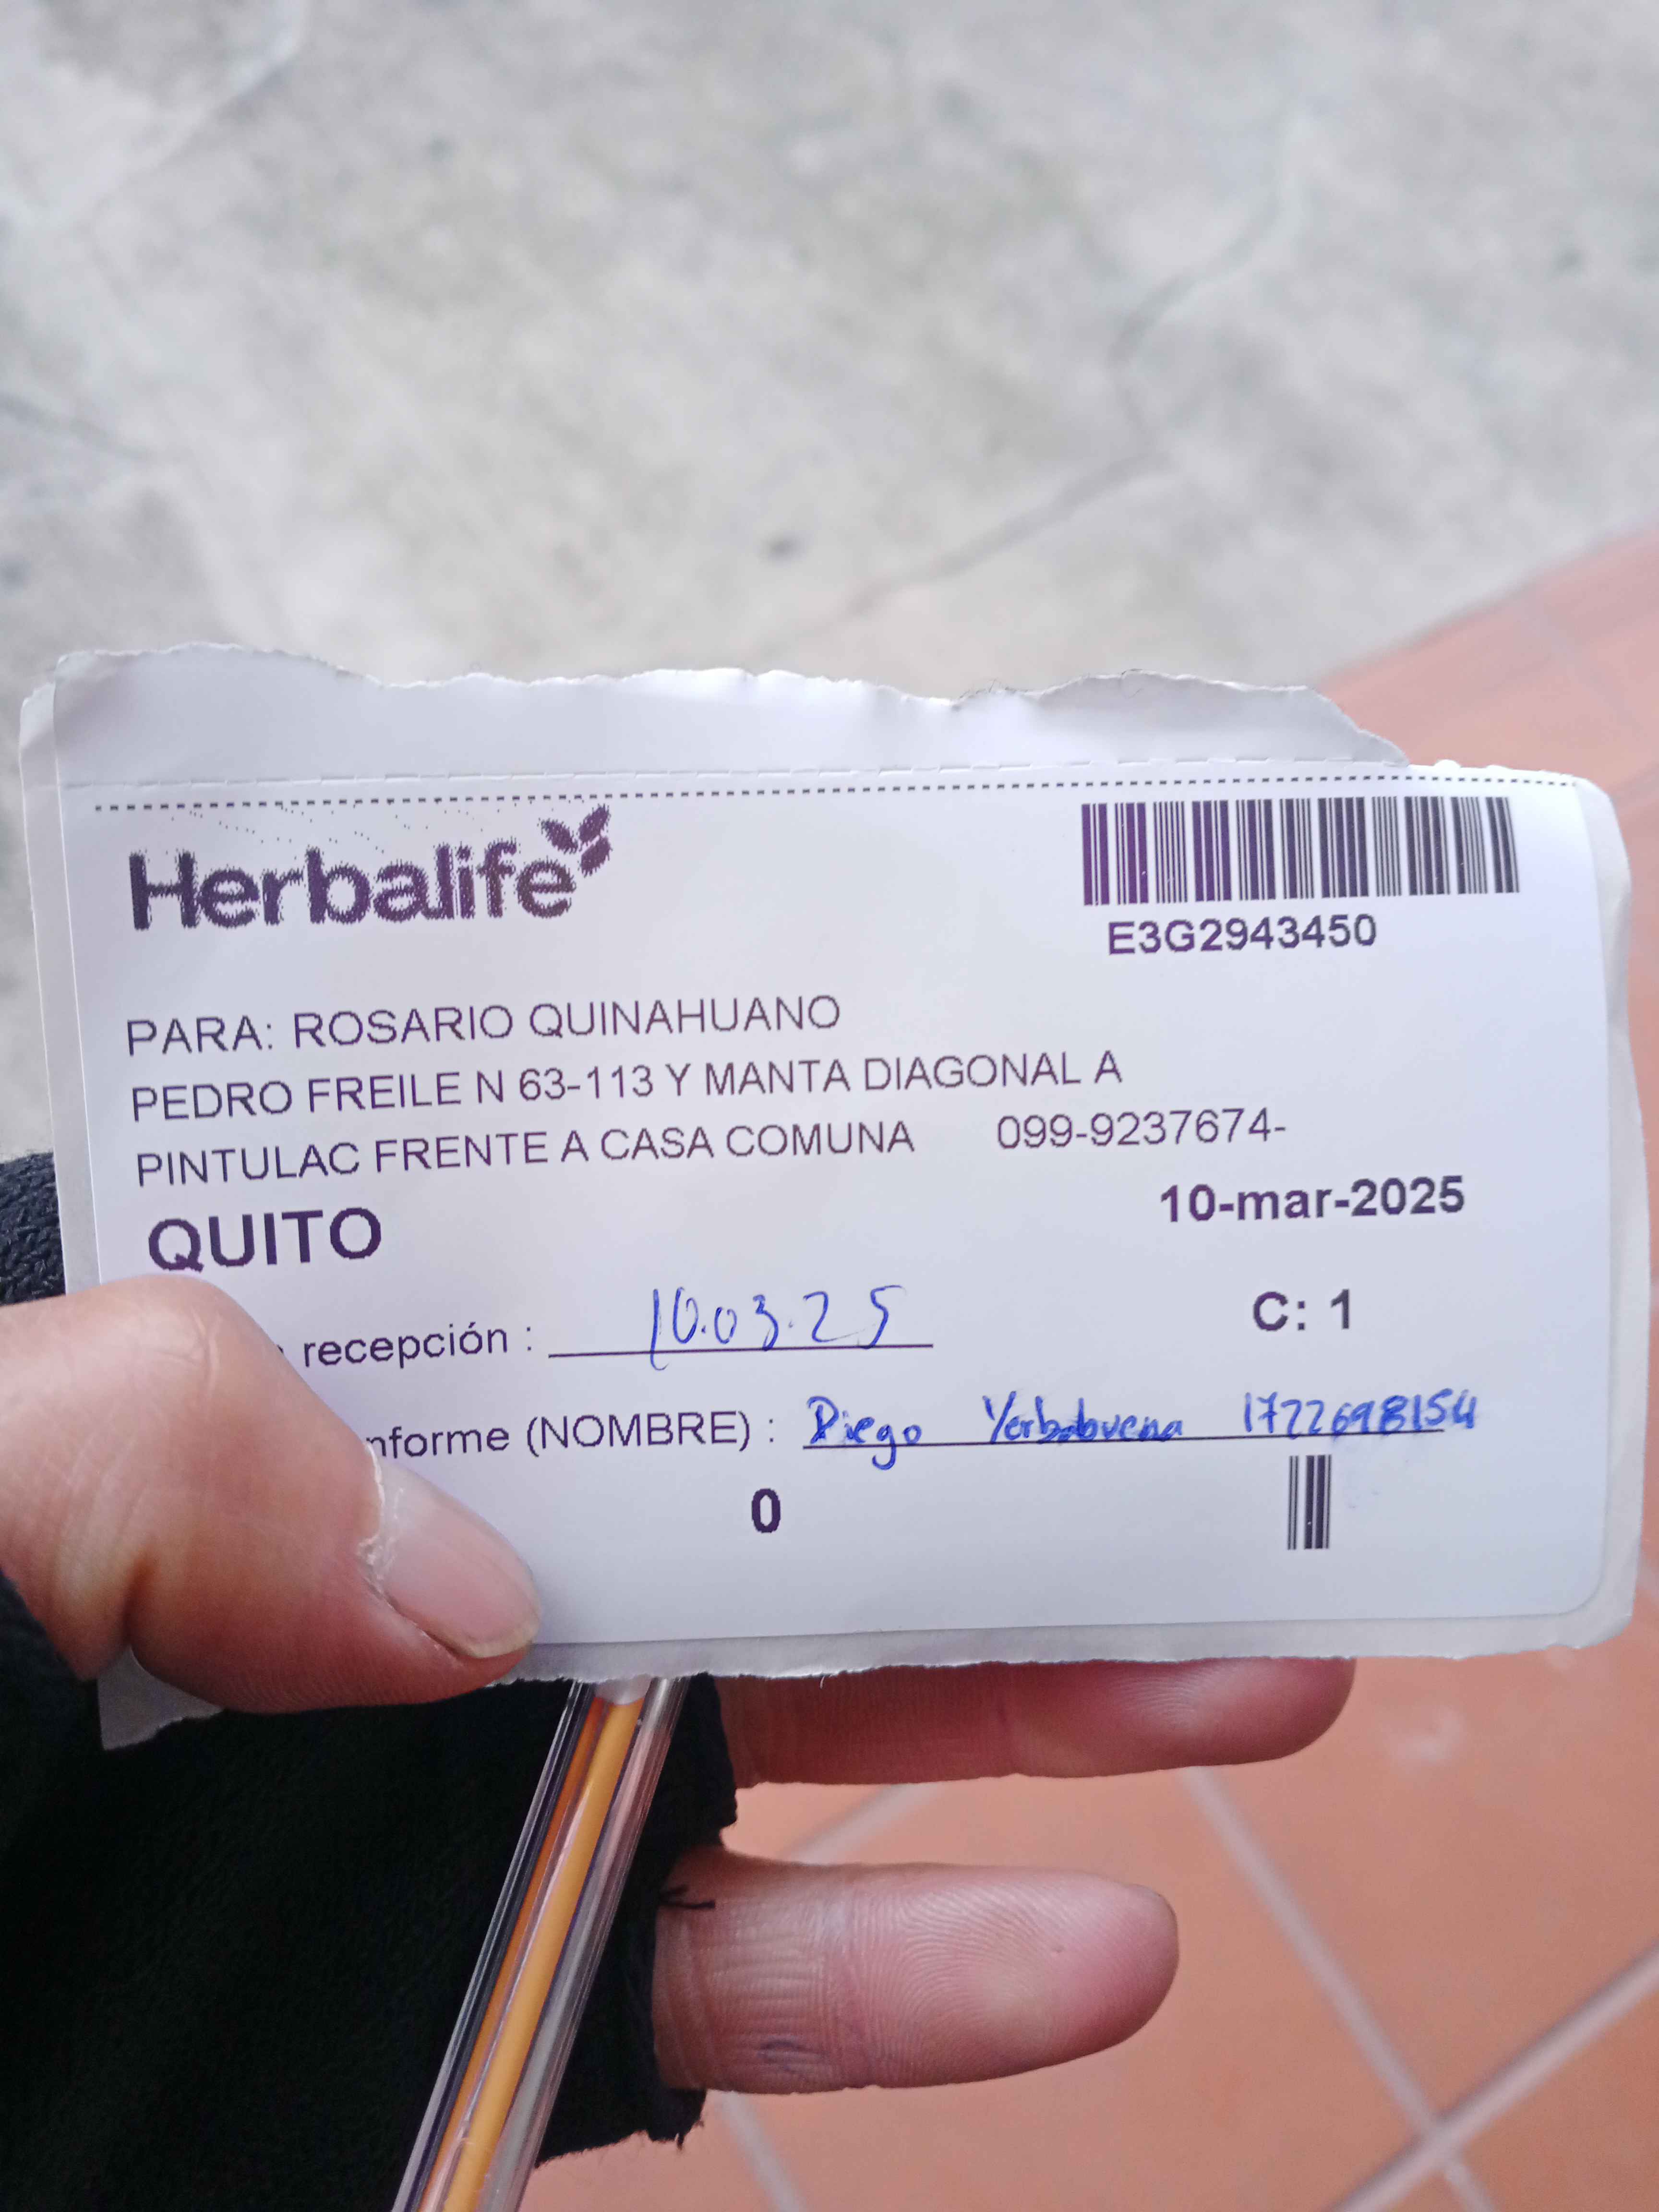 Herbalife
E3G2943450
PARA: ROSARIO QUINAHUANO
PEDRO FREILE N 63-113 Y MANTA DIAGONAL A
PINTULAC FRENTE A CASA COMUNA 099-9237674-
QUITO 10-mar-2025
recepción : 10.03.25 C: 1
nforme (NOMBRE) : Diego Yerbabuena 1722698154
0